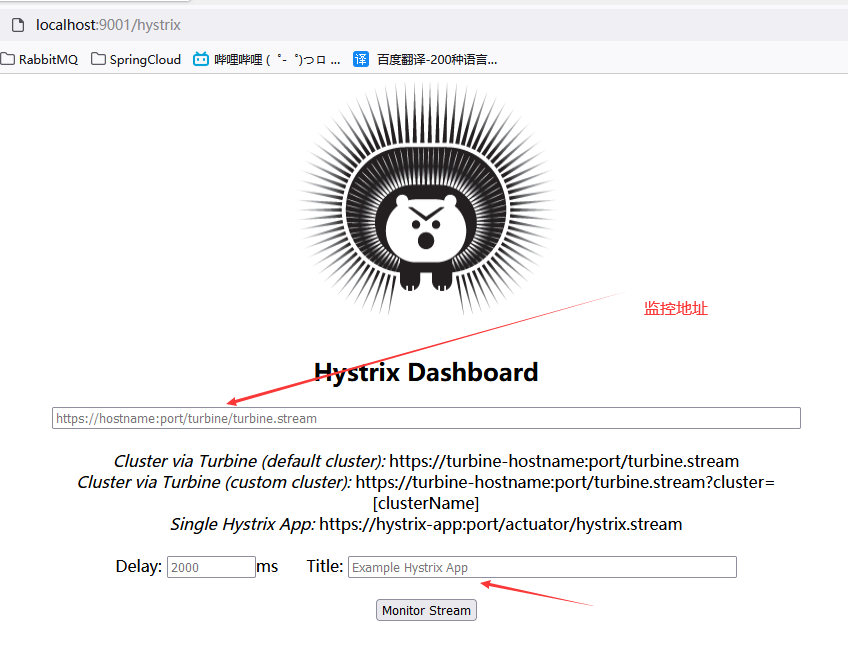 localhost:9001/hystrix
RabbitMQ SpringCloud 哔哩哔哩 ( ゜- ゜)つロ ... 译 百度翻译-200种语言...
监控地址
Hystrix Dashboard
https://hostname:port/turbine/turbine.stream
Cluster via Turbine (default cluster): https://turbine-hostname:port/turbine.stream
Cluster via Turbine (custom cluster): https://turbine-hostname:port/turbine.stream?cluster=
[clusterName]
Single Hystrix App: https://hystrix-app:port/actuator/hystrix.stream
Delay: 2000 ms Title: Example Hystrix App
Monitor Stream